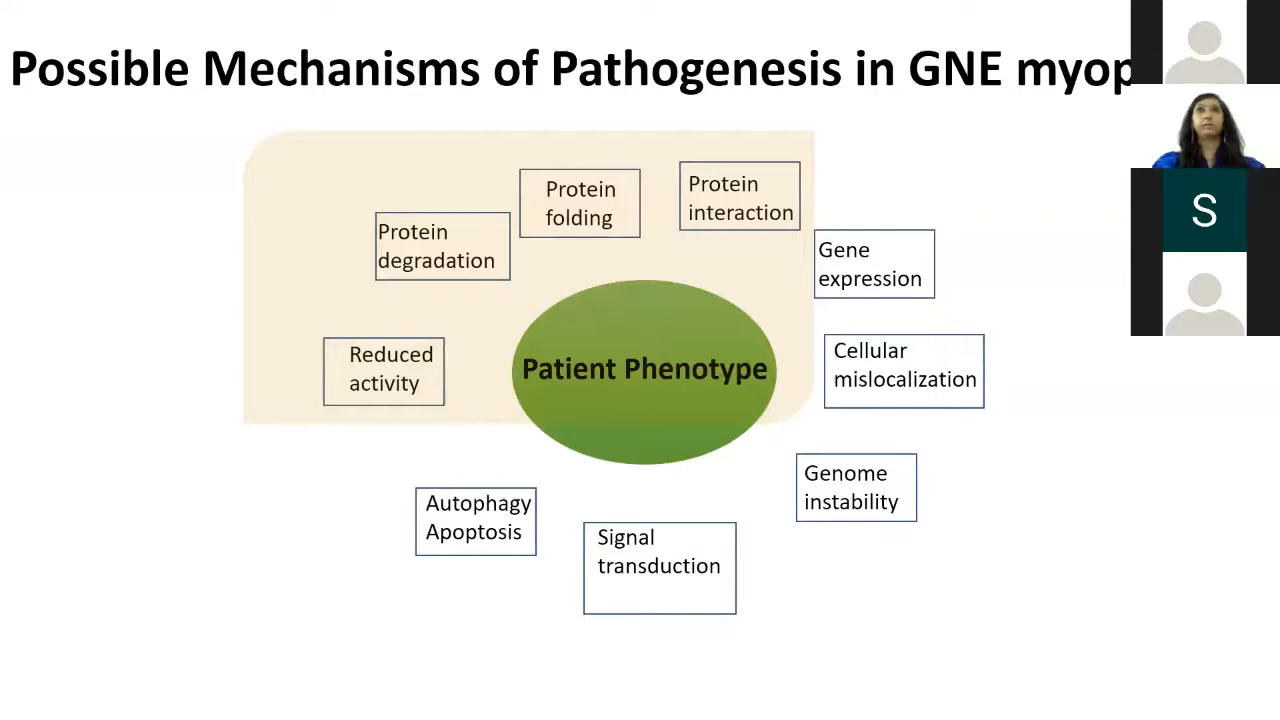 Possible Mechanisms of Pathogenesis in GNE myop
Protein
folding
Protein
interaction
Protein
degradation
Gene
expression
Reduced
activity
Patient Phenotype
Cellular
mislocalization
Genome
instability
Autophagy
Apoptosis
Signal
transduction
S